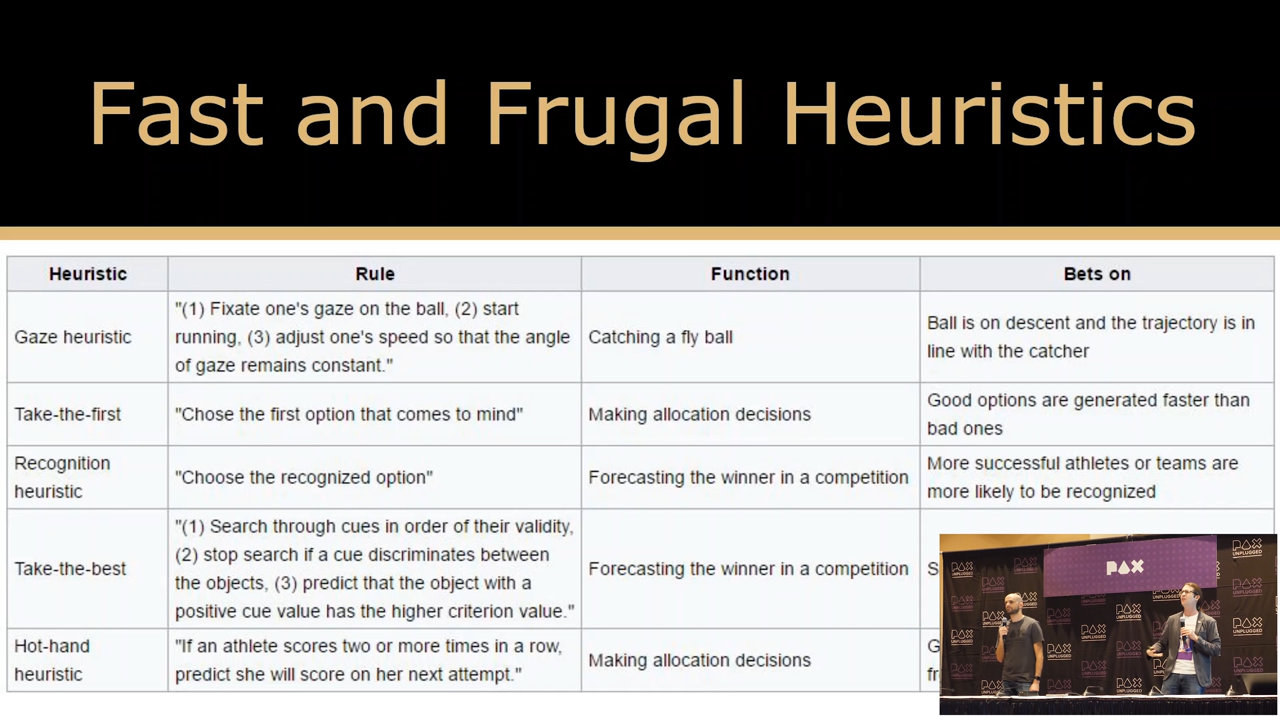 Fast and Frugal Heuristics
Heuristic
Rule
Function
Bets on
Gaze heuristic
"(1) Fixate one's gaze on the ball, (2) start
running, (3) adjust one's speed so that the angle
of gaze remains constant."
Catching a fly ball
Ball is on descent and the trajectory is in
line with the catcher
Take-the-first
"Chose the first option that comes to mind"
Making allocation decisions
Good options are generated faster than
bad ones
Recognition
heuristic
"Choose the recognized option"
Forecasting the winner in a competition
More successful athletes or teams are
more likely to be recognized
Take-the-best
"(1) Search through cues in order of their validity,
(2) stop search if a cue discriminates between
the objects, (3) predict that the object with a
positive cue value has the higher criterion value."
Forecasting the winner in a competition
Hot-hand
heuristic
"If an athlete scores two or more times in a row,
predict she will score on her next attempt."
Making allocation decisions
PAX
PAX
UNPLUGGED